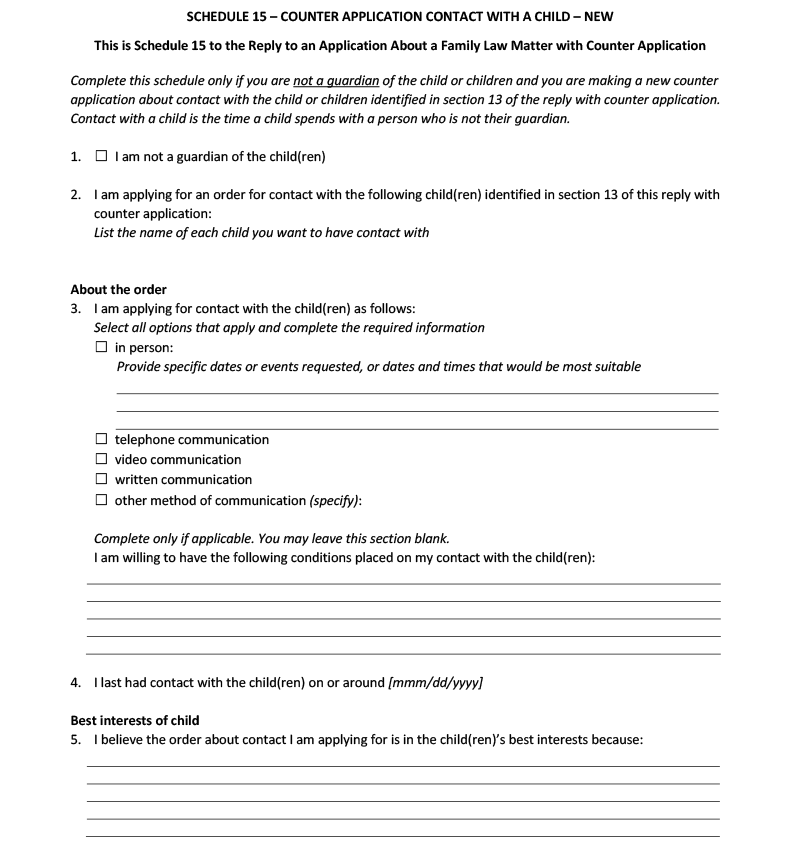 SCHEDULE 15 – COUNTER APPLICATION CONTACT WITH A CHILD – NEW
This is Schedule 15 to the Reply to an Application About a Family Law Matter with Counter Application
Complete this schedule only if you are not a guardian of the child or children and you are making a new counter
application about contact with the child or children identified in section 13 of the reply with counter application.
Contact with a child is the time a child spends with a person who is not their guardian.
1. ☐ I am not a guardian of the child(ren)
2. I am applying for an order for contact with the following child(ren) identified in section 13 of this reply with
counter application:
List the name of each child you want to have contact with
About the order
3. I am applying for contact with the child(ren) as follows:
Select all options that apply and complete the required information
☐ in person:
Provide specific dates or events requested, or dates and times that would be most suitable
☐ telephone communication
☐ video communication
☐ written communication
☐ other method of communication (specify):
Complete only if applicable. You may leave this section blank.
I am willing to have the following conditions placed on my contact with the child(ren):
4. I last had contact with the child(ren) on or around [mmm/dd/yyyy]
Best interests of child
5. I believe the order about contact I am applying for is in the child(ren)’s best interests because: